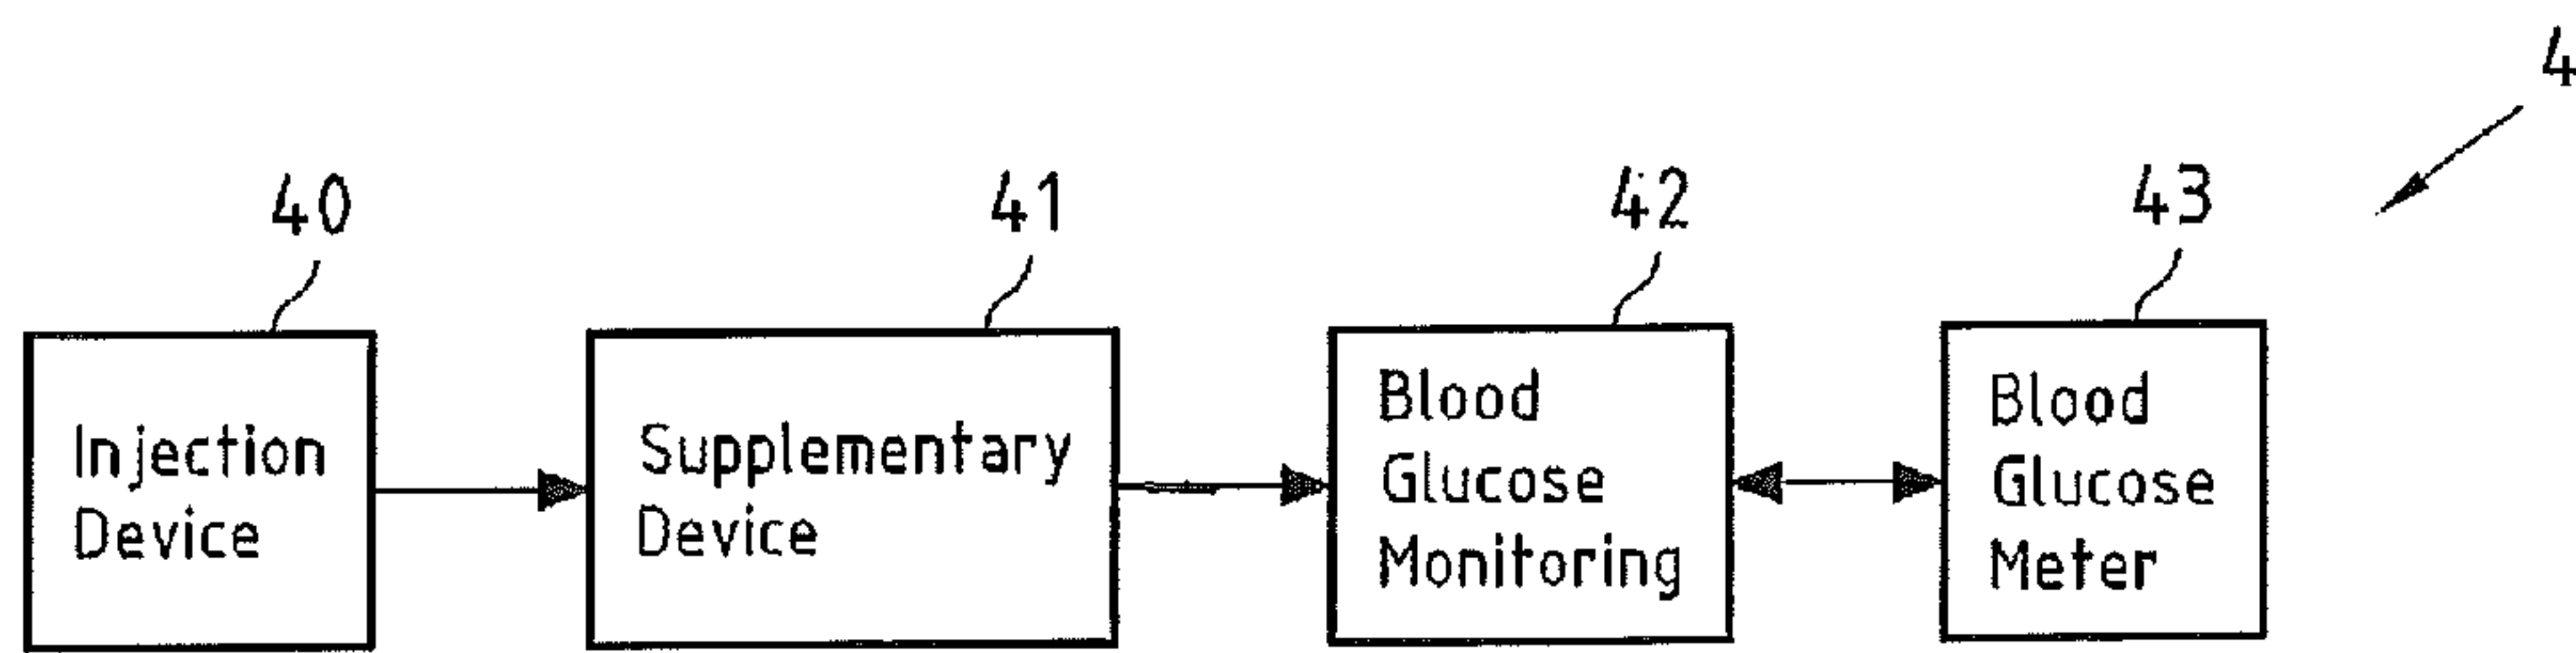 4
40
41
42
43
Injection
Device
Supplementary
Device
Blood
Glucose
Monitoring
Blood
Glucose
Meter